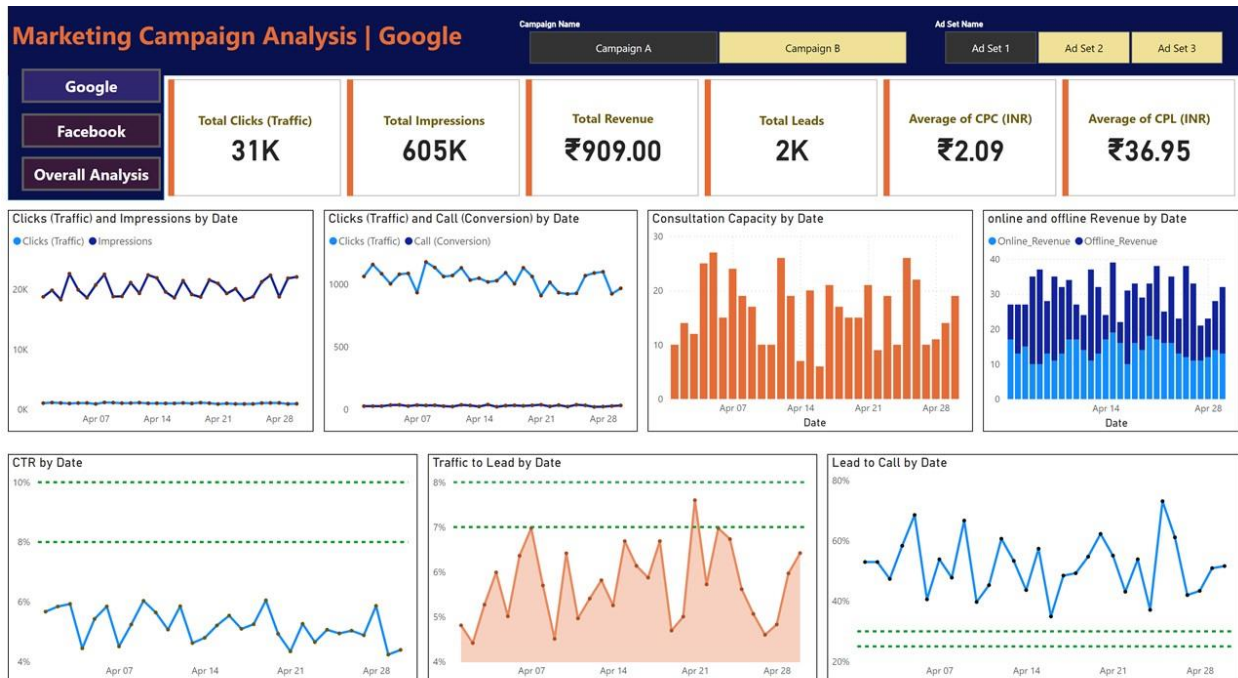 Marketing Campaign Analysis | Google
Campaign Name
Campaign A
Campaign B
Ad Set Name
Ad Set 1
Ad Set 2
Ad Set 3
Google
Facebook
Overall Analysis
Total Clicks (Traffic)
31K
Total Impressions
605K
Total Revenue
₹909.00
Total Leads
2K
Average of CPC (INR)
₹2.09
Average of CPL (INR)
₹36.95
Clicks (Traffic) and Impressions by Date
Clicks (Traffic) Impressions
20K
10K
0K
Apr 07 Apr 14 Apr 21 Apr 28
Clicks (Traffic) and Call (Conversion) by Date
Clicks (Traffic) Call (Conversion)
1000
500
0
Apr 07 Apr 14 Apr 21 Apr 28
Consultation Capacity by Date
30
20
10
0
Apr 07 Apr 14 Apr 21 Apr 28
Date
online and offline Revenue by Date
Online_Revenue Offline_Revenue
40
30
20
10
0
Apr 14 Apr 28
Date
CTR by Date
10%
8%
6%
4%
Apr 07 Apr 14 Apr 21 Apr 28
Traffic to Lead by Date
8%
7%
6%
5%
4%
Apr 07 Apr 14 Apr 21 Apr 28
Lead to Call by Date
80%
60%
40%
20%
Apr 07 Apr 14 Apr 21 Apr 28